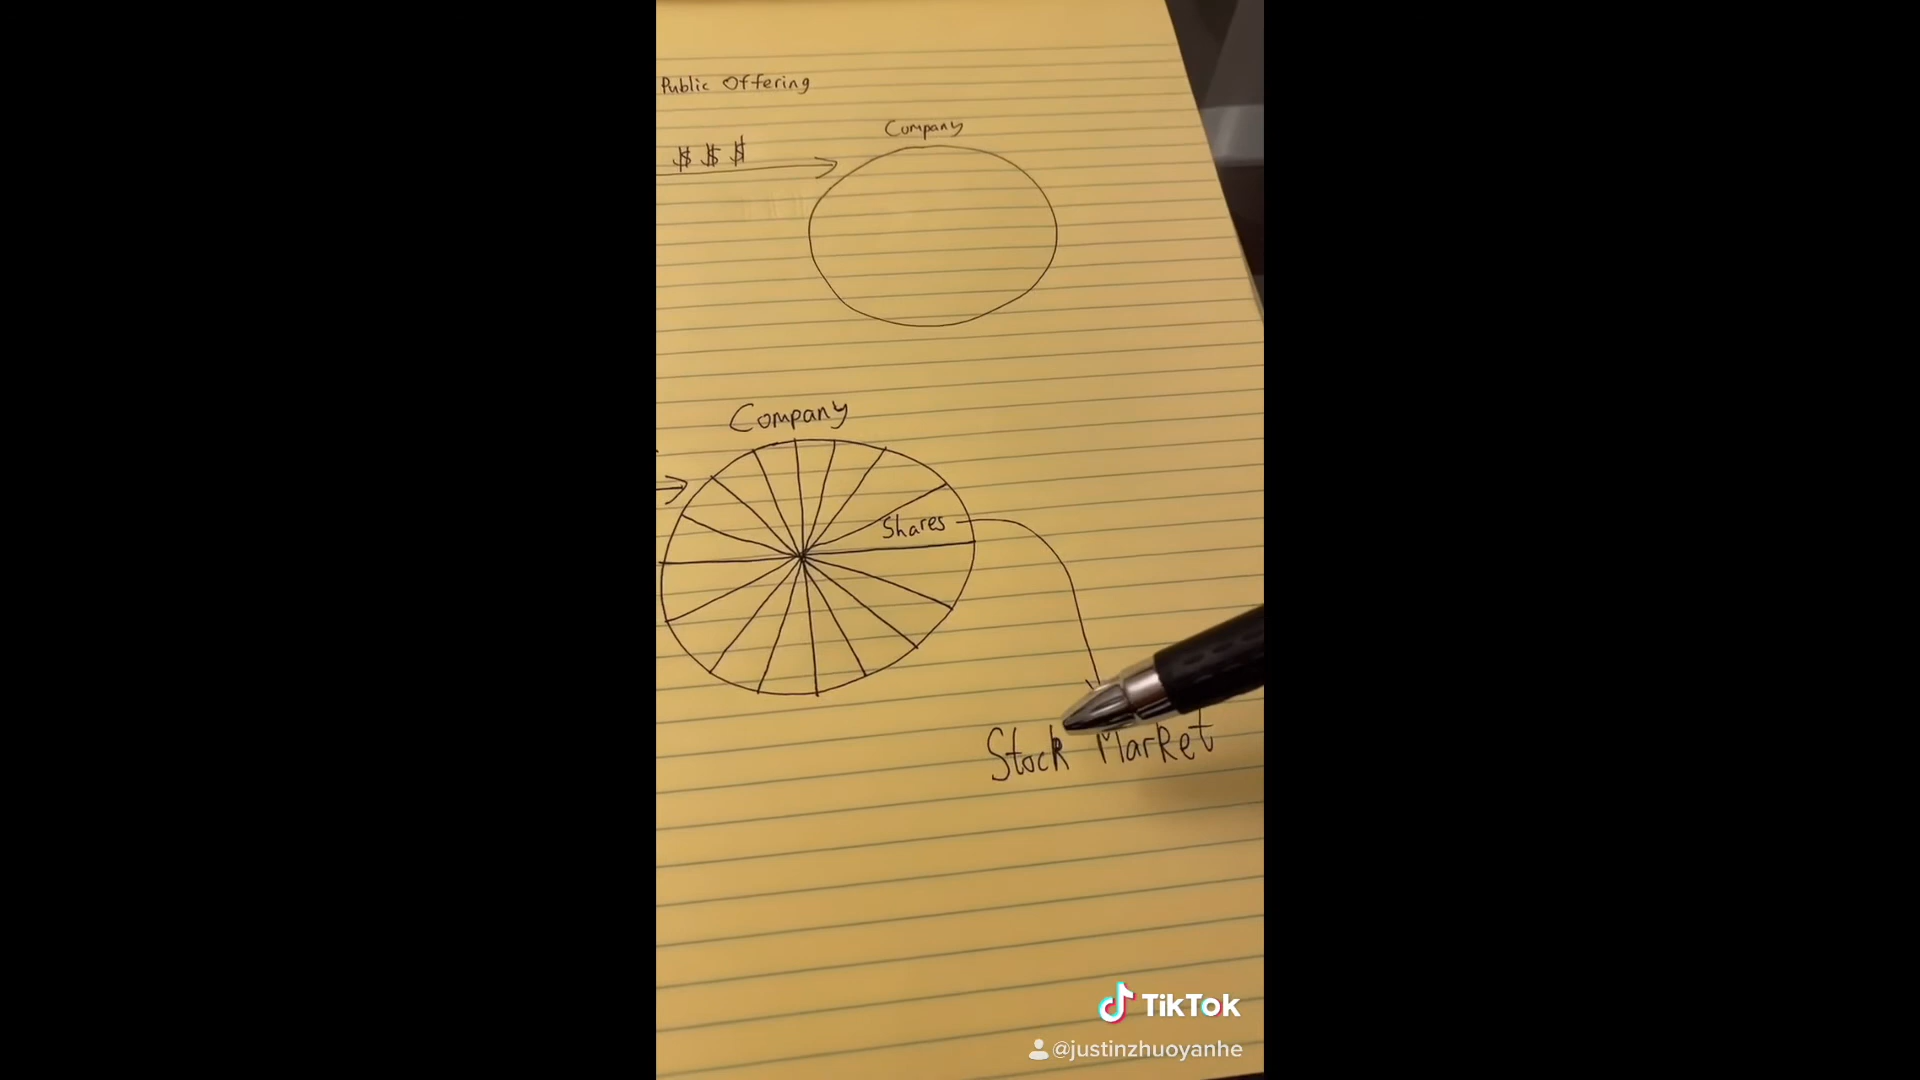 Public Offering
Company
$ $ $
Company
Shares
Stock Market
TikTok
@justinzhuoyanhe